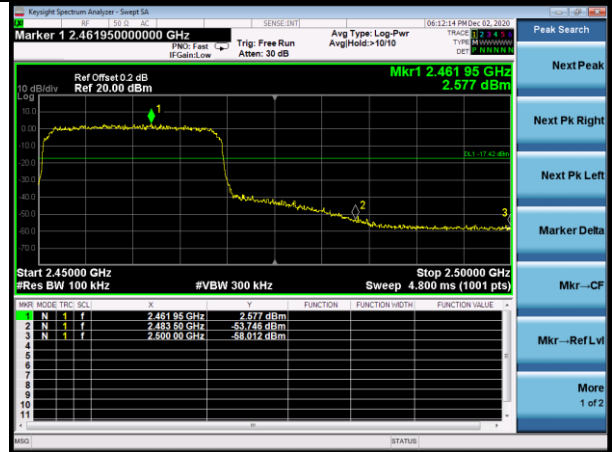 Keysight Spectrum Analyzer - Swept SA
RF 50 Ω AC SENSE:INT 06:12:14 PM Dec 02, 2020
Marker 1 2.461950000000 GHz
PNO: Fast
IFGain:Low
Trig: Free Run
Atten: 30 dB
Avg Type: Log-Pwr
Avg|Hold:>10/10
TRACE 1 2 3 4 5 6
TYPE M WWWWW
DET P NNNNN
Peak Search
Next Peak
Next Pk Right
Next Pk Left
Marker Delta
Mkr→CF
Mkr→Ref Lvl
More
1 of 2
Ref Offset 0.2 dB
Ref 20.00 dBm
10 dB/div
Log
Mkr1 2.461 95 GHz
2.577 dBm
10.0
0.00
-10.0
-20.0
-30.0
-40.0
-50.0
-60.0
-70.0
1
DL1 -17.42 dBm
2
3
Start 2.45000 GHz
#Res BW 100 kHz
#VBW 300 kHz
Stop 2.50000 GHz
Sweep 4.800 ms (1001 pts)
MKR MODE TRC SCL X Y FUNCTION FUNCTION WIDTH FUNCTION VALUE
1 N 1 f 2.461 95 GHz 2.577 dBm
2 N 1 f 2.483 50 GHz -53.746 dBm
3 N 1 f 2.500 00 GHz -58.012 dBm
4
5
6
7
8
9
10
11
MSG
STATUS